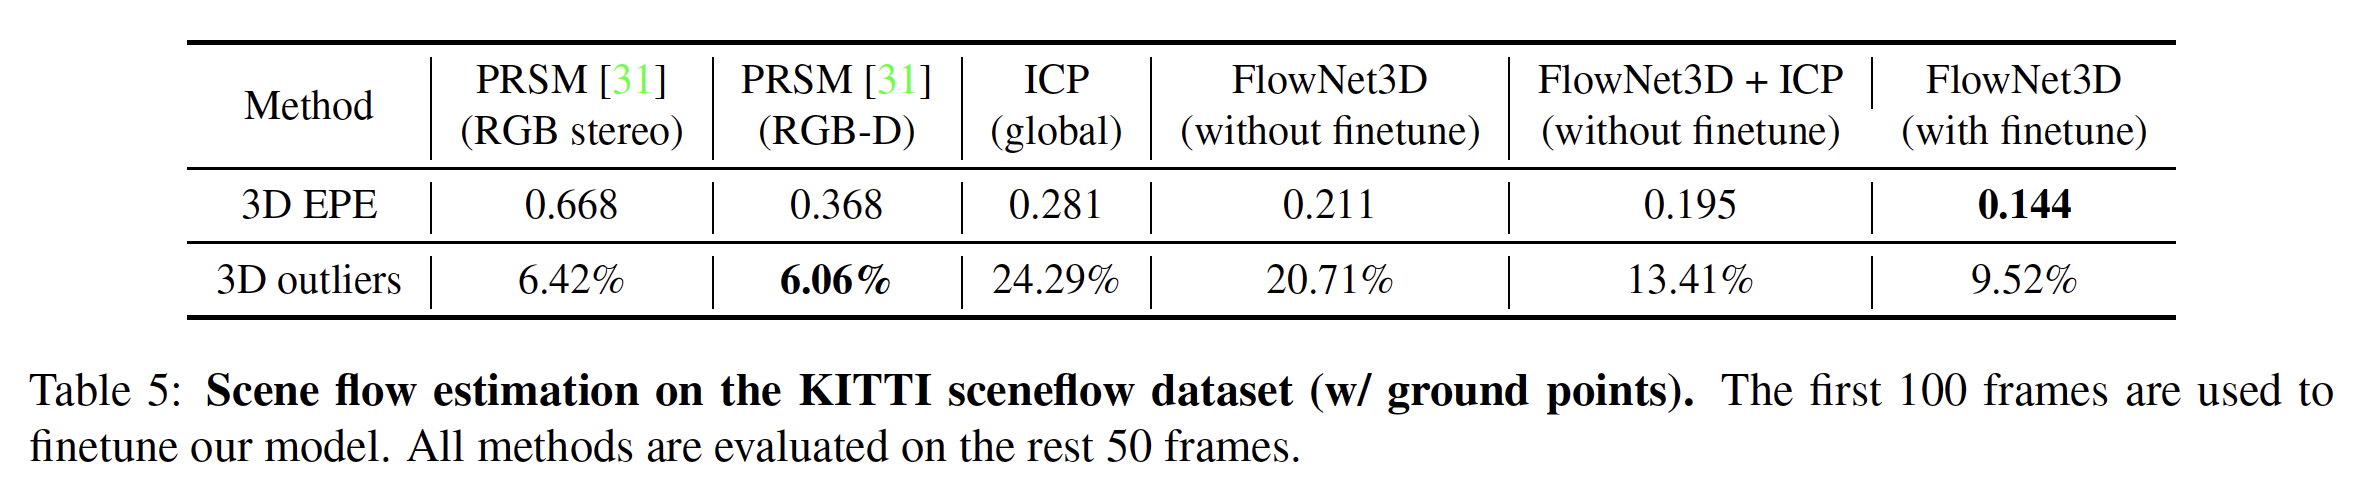 Method PRSM [31] (RGB stereo) PRSM [31] (RGB-D) ICP (global) FlowNet3D (without finetune) FlowNet3D + ICP (without finetune) FlowNet3D (with finetune)
3D EPE 0.668 0.368 0.281 0.211 0.195 0.144
3D outliers 6.42% 6.06% 24.29% 20.71% 13.41% 9.52%
Table 5: Scene flow estimation on the KITTI sceneflow dataset (w/ ground points). The first 100 frames are used to
finetune our model. All methods are evaluated on the rest 50 frames.